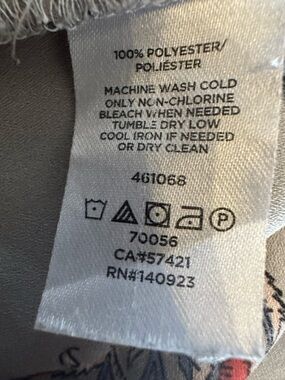 100% POLYESTER/
POLIÉSTER
MACHINE WASH COLD
ONLY NON-CHLORINE
BLEACH WHEN NEEDED
TUMBLE DRY LOW
COOL IRON IF NEEDED
OR DRY CLEAN
461068
P
70056
CA#57421
RN#140923